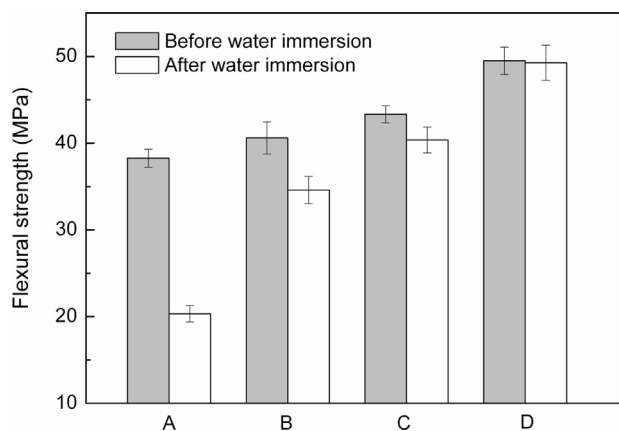 Before water immersion
After water immersion
Flexural strength (MPa)
50
40
30
20
10
A B C D